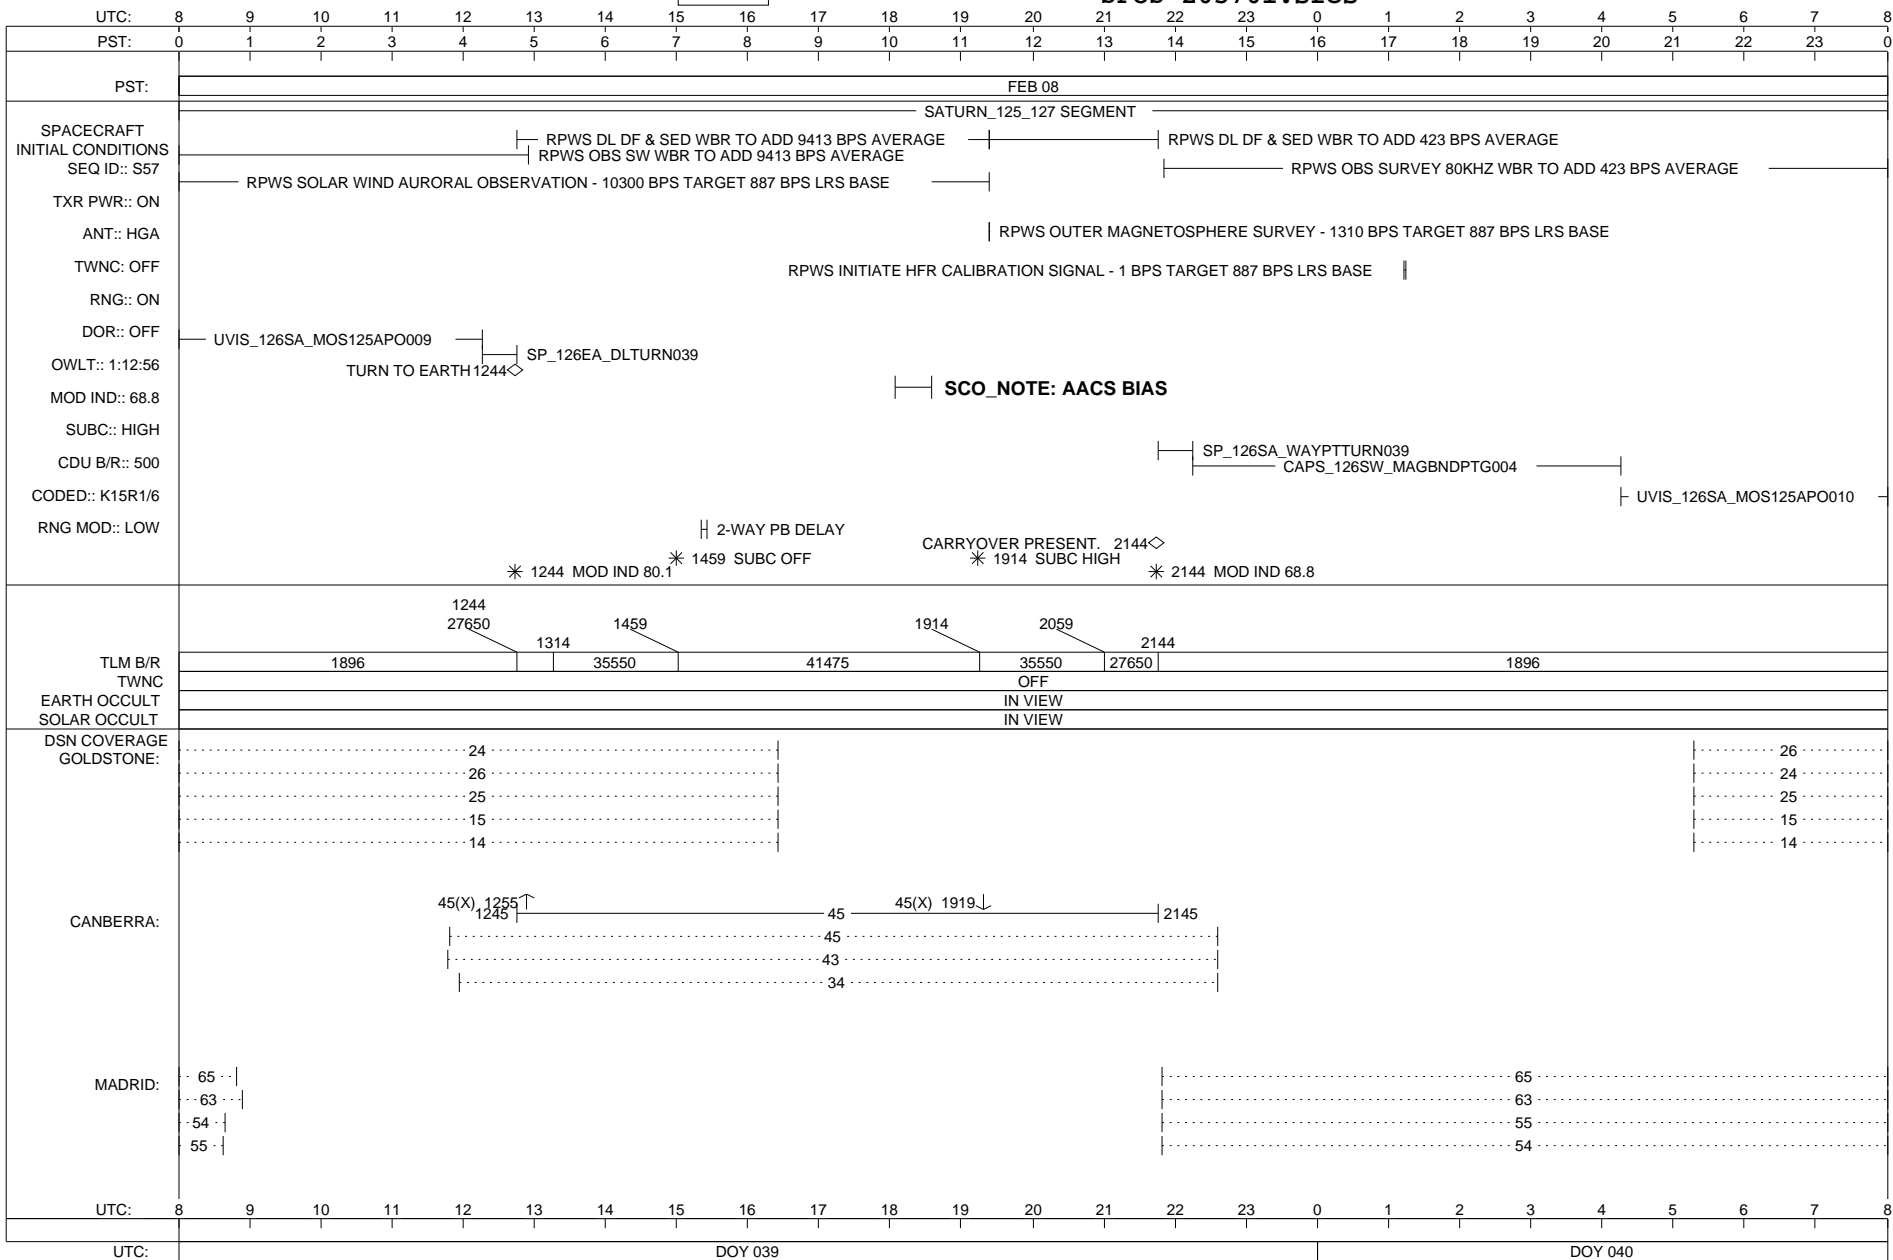 UTC: 8 9 10 11 12 13 14 15 16 17 18 19 20 21 22 23 0 1 2 3 4 5 6 7 8
PST: 0 1 2 3 4 5 6 7 8 9 10 11 12 13 14 15 16 17 18 19 20 21 22 23 0
PST: FEB 08
SATURN_125_127 SEGMENT
SPACECRAFT
INITIAL CONDITIONS
SEQ ID:: S57
TXR PWR:: ON
ANT:: HGA
TWNC: OFF
RNG:: ON
DOR:: OFF
OWLT:: 1:12:56
MOD IND:: 68.8
SUBC:: HIGH
CDU B/R:: 500
CODED:: K15R1/6
RNG MOD:: LOW
RPWS DL DF & SED WBR TO ADD 9413 BPS AVERAGE
RPWS DL DF & SED WBR TO ADD 423 BPS AVERAGE
RPWS OBS SW WBR TO ADD 9413 BPS AVERAGE
RPWS OBS SURVEY 80KHZ WBR TO ADD 423 BPS AVERAGE
RPWS SOLAR WIND AURORAL OBSERVATION - 10300 BPS TARGET 887 BPS LRS BASE
RPWS OUTER MAGNETOSPHERE SURVEY - 1310 BPS TARGET 887 BPS LRS BASE
RPWS INITIATE HFR CALIBRATION SIGNAL - 1 BPS TARGET 887 BPS LRS BASE
UVIS_126SA_MOS125APO009
SP_126EA_DLTURN039
TURN TO EARTH 1244
SCO_NOTE: AACS BIAS
SP_126SA_WAYPTTURN039
CAPS_126SW_MAGBNDPTG004
UVIS_126SA_MOS125APO010
2-WAY PB DELAY
CARRYOVER PRESENT. 2144
1459 SUBC OFF
1914 SUBC HIGH
1244 MOD IND 80.1
2144 MOD IND 68.8
1244
27650 1459 1914 2059
1314 2144
TLM B/R 1896 35550 41475 35550 27650 1896
TWNC OFF
EARTH OCCULT IN VIEW
SOLAR OCCULT IN VIEW
DSN COVERAGE
GOLDSTONE:
24 26
26 24
25 25
15 15
14 14
CANBERRA:
45(X) 1255 45(X) 1919
1245 45 2145
45
43
34
MADRID:
65 65
63 63
54 55
55 54
UTC: 8 9 10 11 12 13 14 15 16 17 18 19 20 21 22 23 0 1 2 3 4 5 6 7 8
UTC: DOY 039 DOY 040